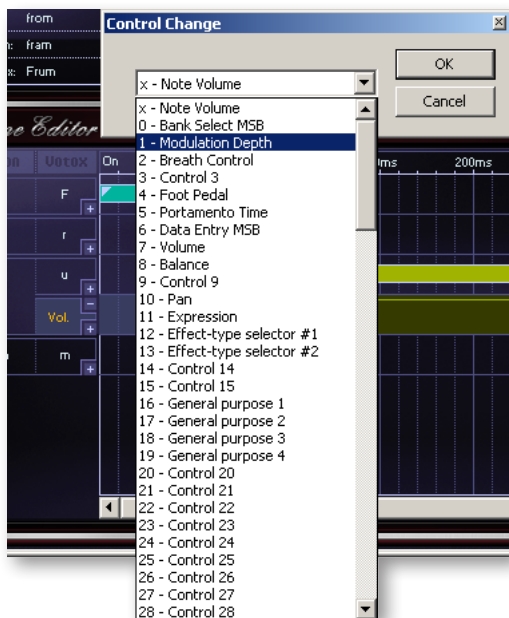 from
Control Change
n: fram
x: Frum
OK
Cancel
x - Note Volume
x - Note Volume
0 - Bank Select MSB
1 - Modulation Depth
2 - Breath Control
3 - Control 3
4 - Foot Pedal
5 - Portamento Time
6 - Data Entry MSB
7 - Volume
8 - Balance
9 - Control 9
10 - Pan
11 - Expression
12 - Effect-type selector #1
13 - Effect-type selector #2
14 - Control 14
15 - Control 15
16 - General purpose 1
17 - General purpose 2
18 - General purpose 3
19 - General purpose 4
20 - Control 20
21 - Control 21
22 - Control 22
23 - Control 23
24 - Control 24
25 - Control 25
26 - Control 26
27 - Control 27
28 - Control 28
ne Editor
Votox
On
ms
200ms
F
r
u
Vol.
m